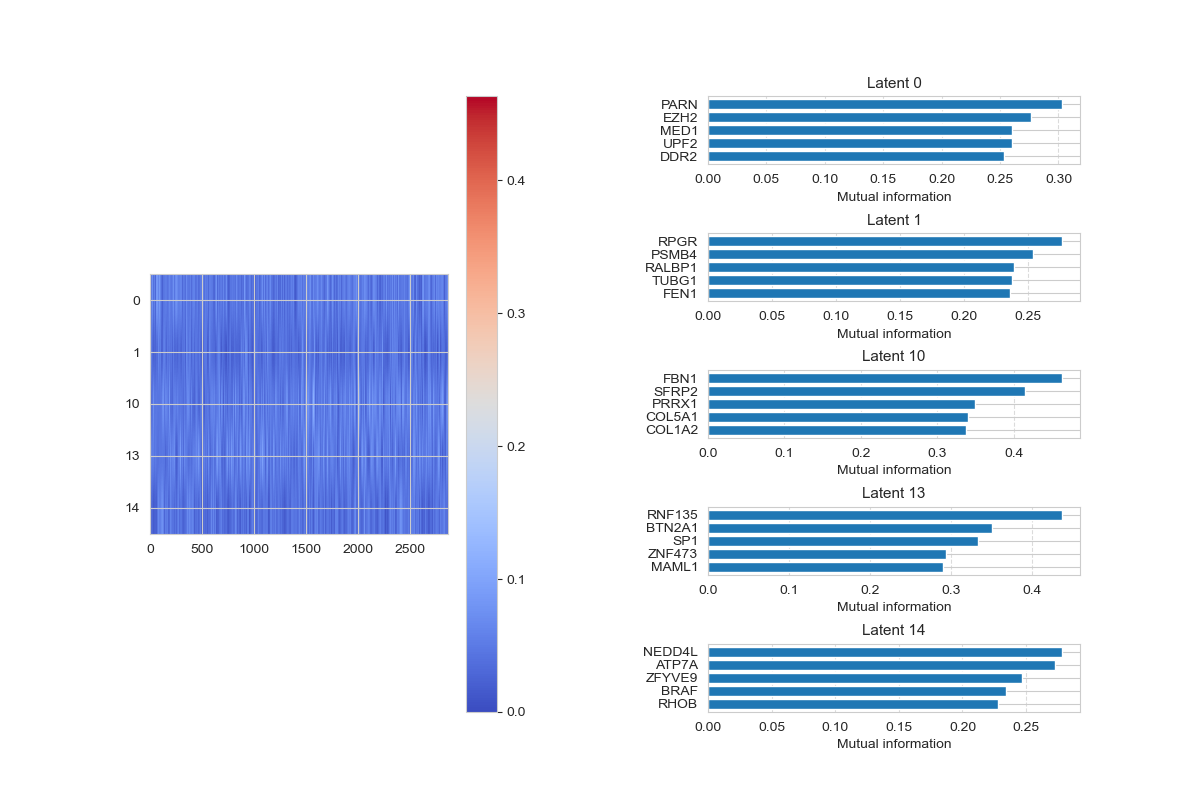 0
1
10
13
14
0 500 1000 1500 2000 2500
0.4
0.3
0.2
0.1
0.0
Latent 0
PARN
EZH2
MED1
UPF2
DDR2
0.00 0.05 0.10 0.15 0.20 0.25 0.30
Mutual information
Latent 1
RPGR
PSMB4
RALBP1
TUBG1
FEN1
0.00 0.05 0.10 0.15 0.20 0.25
Mutual information
Latent 10
FBN1
SFRP2
PRRX1
COL5A1
COL1A2
0.0 0.1 0.2 0.3 0.4
Mutual information
Latent 13
RNF135
BTN2A1
SP1
ZNF473
MAML1
0.0 0.1 0.2 0.3 0.4
Mutual information
Latent 14
NEDD4L
ATP7A
ZFYVE9
BRAF
RHOB
0.00 0.05 0.10 0.15 0.20 0.25
Mutual information